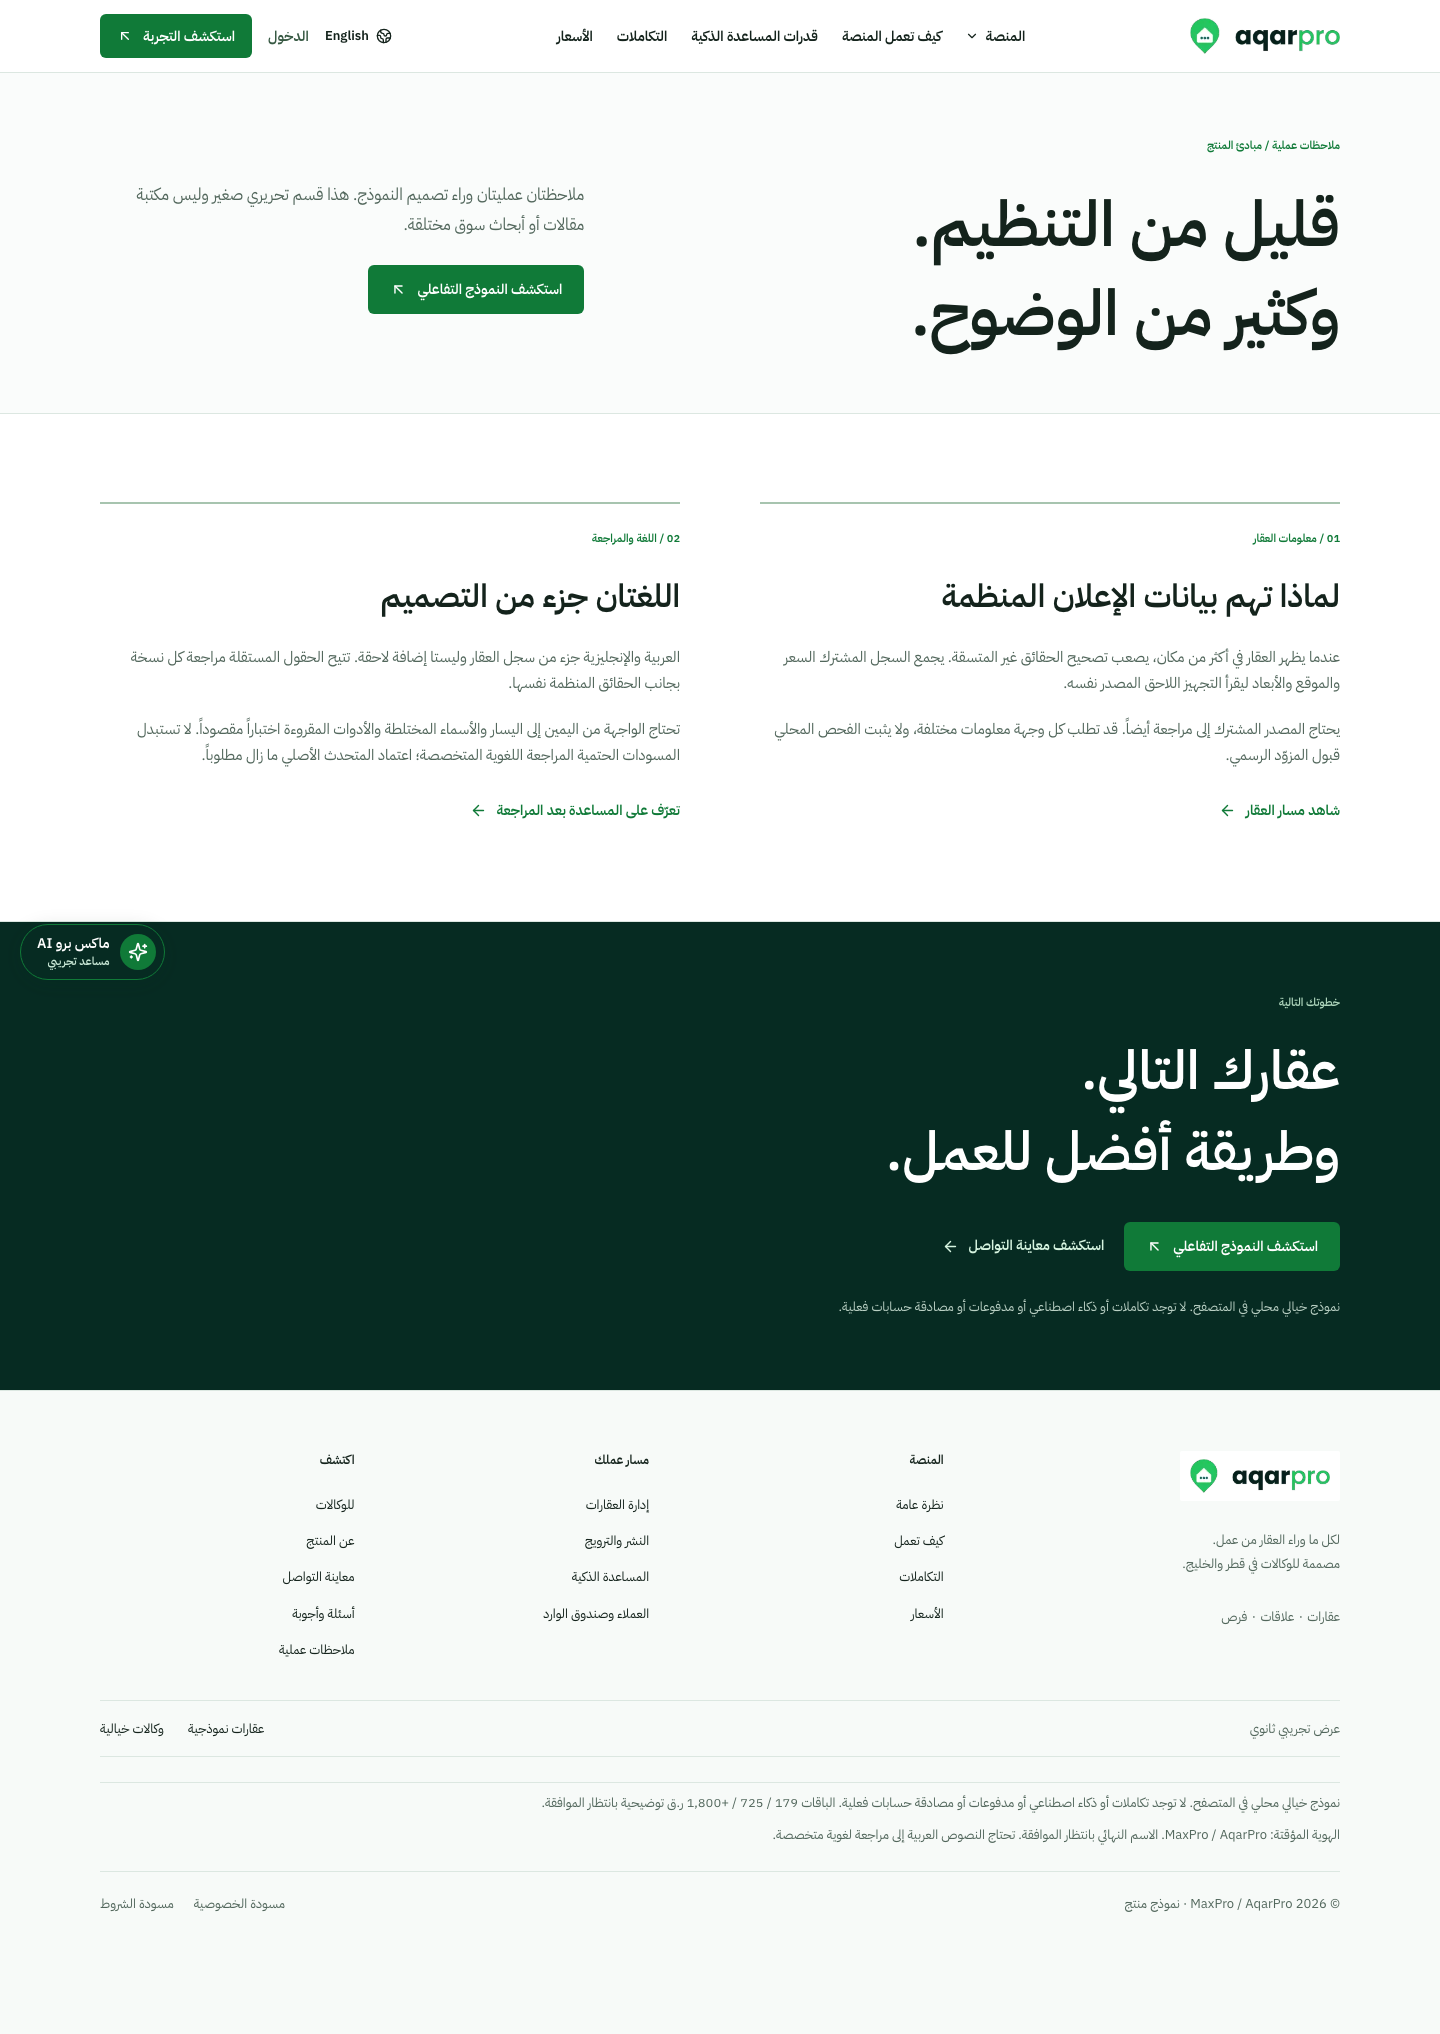 aqarpro
المنصة
كيف تعمل المنصة
قدرات المساعدة الذكية
التكاملات
الأسعار
English
الدخول
استكشف التجربة
ملاحظات عملية / مبادئ المنتج
قليل من التنظيم.
وكثير من الوضوح.
ملاحظتان عمليتان وراء تصميم النموذج. هذا قسم تحريري صغير وليس مكتبة
مقالات أو أبحاث سوق مختلقة.
استكشف النموذج التفاعلي
01 / معلومات العقار
لماذا تهم بيانات الإعلان المنظمة
عندما يظهر العقار في أكثر من مكان، يصعب تصحيح الحقائق غير المتسقة. يجمع السجل المشترك السعر
والموقع والأبعاد ليقرأ التجهيز اللاحق المصدر نفسه.
يحتاج المصدر المشترك إلى مراجعة أيضاً. قد تطلب كل وجهة معلومات مختلفة، ولا يثبت الفحص المحلي
قبول المزوّد الرسمي.
شاهد مسار العقار
02 / اللغة والمراجعة
اللغتان جزء من التصميم
العربية والإنجليزية جزء من سجل العقار وليستا إضافة لاحقة. تتيح الحقول المستقلة مراجعة كل نسخة
بجانب الحقائق المنظمة نفسها.
تحتاج الواجهة من اليمين إلى اليسار والأسماء المختلطة والأدوات المقروءة اختباراً مقصوداً. لا تستبدل
المسودات الحتمية المراجعة اللغوية المتخصصة؛ اعتماد المتحدث الأصلي ما زال مطلوباً.
تعرّف على المساعدة بعد المراجعة
ماكس برو AI
مساعد تجريبي
خطوتك التالية
عقارك التالي.
وطريقة أفضل للعمل.
استكشف النموذج التفاعلي
استكشف معاينة التواصل
نموذج خيالي محلي في المتصفح. لا توجد تكاملات أو ذكاء اصطناعي أو مدفوعات أو مصادقة حسابات فعلية.
aqarpro
لكل ما وراء العقار من عمل.
مصممة للوكالات في قطر والخليج.
عقارات · علاقات · فرص
المنصة
نظرة عامة
كيف تعمل
التكاملات
الأسعار
مسار عملك
إدارة العقارات
النشر والترويج
المساعدة الذكية
العملاء وصندوق الوارد
اكتشف
للوكالات
عن المنتج
معاينة التواصل
أسئلة وأجوبة
ملاحظات عملية
عرض تجريبي ثانوي
عقارات نموذجية
وكالات خيالية
نموذج خيالي محلي في المتصفح. لا توجد تكاملات أو ذكاء اصطناعي أو مدفوعات أو مصادقة حسابات فعلية. الباقات 179 / 725 / +1,800 ر.ق توضيحية بانتظار الموافقة.
الهوية المؤقتة: MaxPro / AqarPro. الاسم النهائي بانتظار الموافقة. تحتاج النصوص العربية إلى مراجعة لغوية متخصصة.
© 2026 MaxPro / AqarPro · نموذج منتج
مسودة الخصوصية
مسودة الشروط